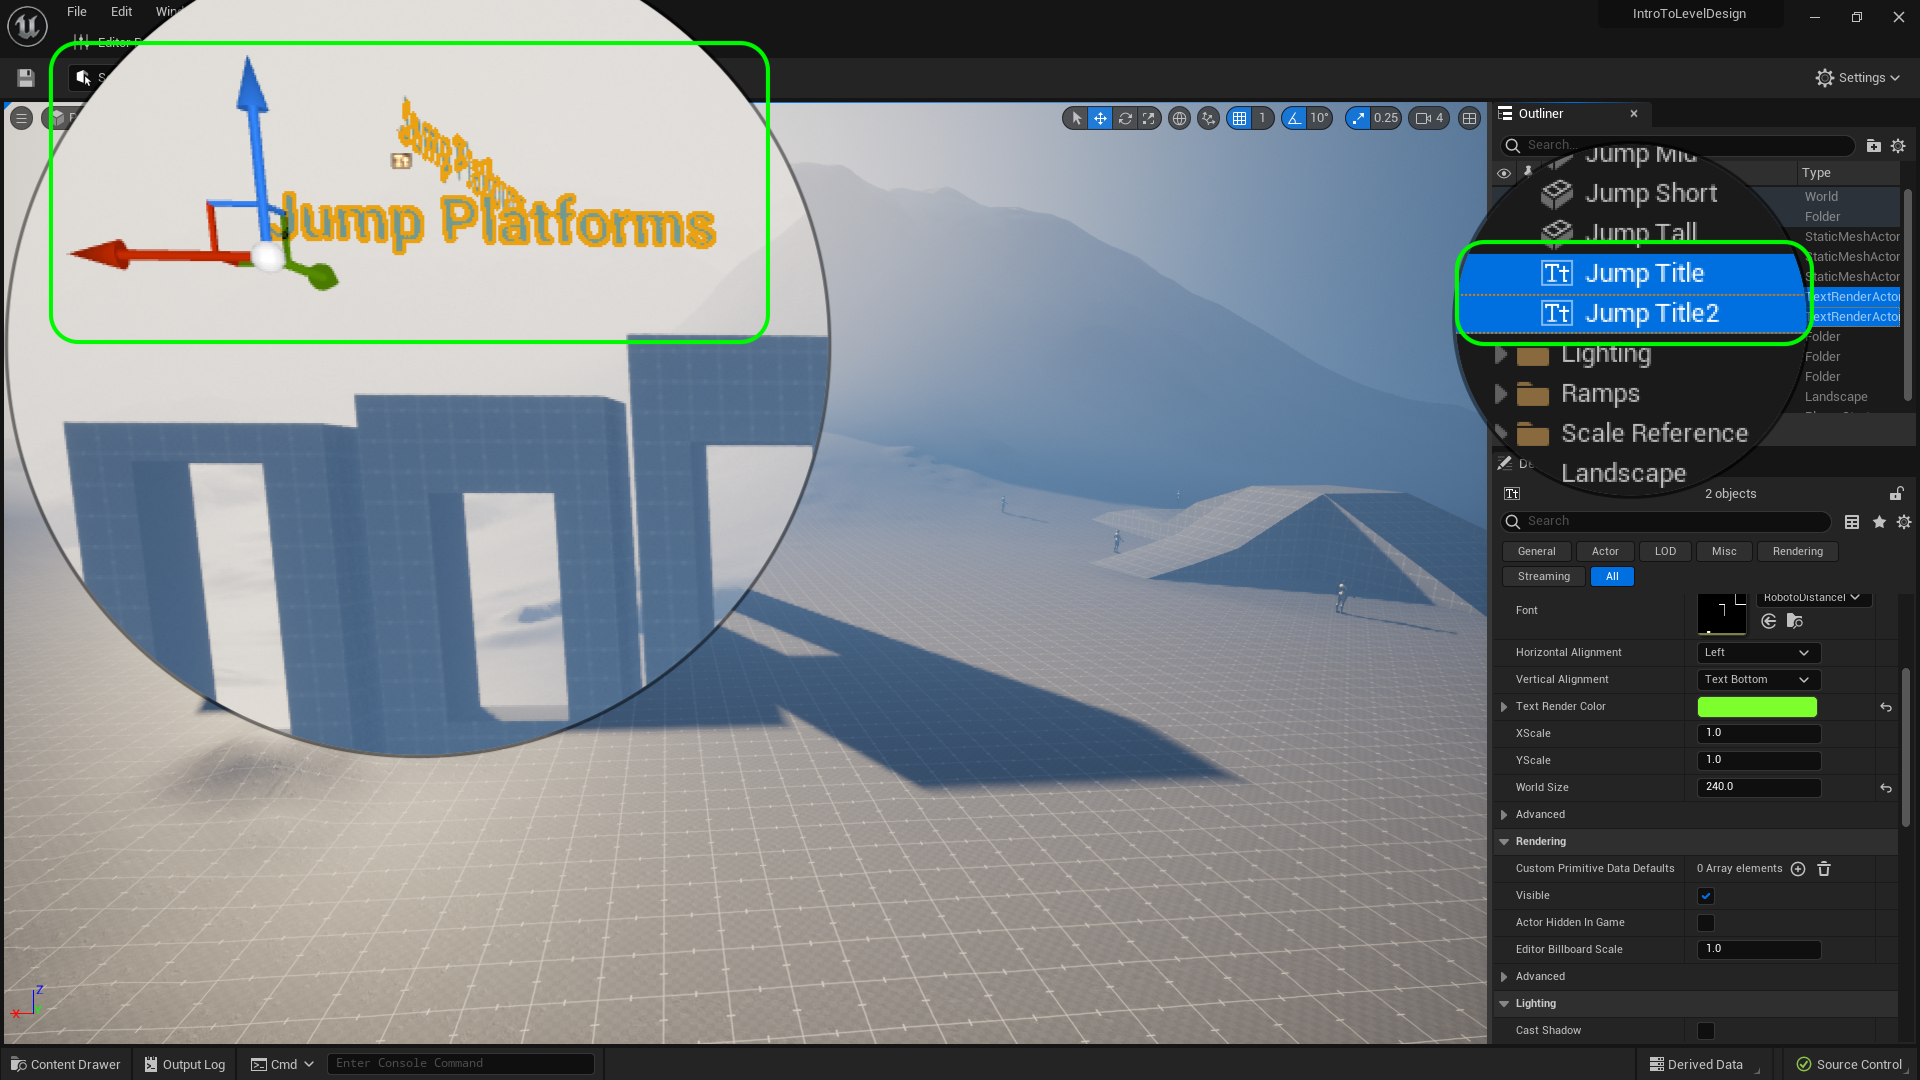 File Edit Win
IntroToLevelDesign
Editor
Settings
1
10°
0.25
4
Outliner
Search...
Type
World
Folder
StaticMeshActor
StaticMeshActor
StaticMeshActor
TextRenderActor
TextRenderActor
Folder
Folder
Folder
Landscape
Jump Mid
Jump Short
Jump Tall
Jump Title
Jump Title2
Lighting
Ramps
Scale Reference
Landscape
Jump Platforms
Jump Platforms
2 objects
Search
General Actor LOD Misc Rendering
Streaming All
Font RobotoDistancel
Horizontal Alignment Left
Vertical Alignment Text Bottom
Text Render Color
XScale 1.0
YScale 1.0
World Size 240.0
Advanced
Rendering
Custom Primitive Data Defaults 0 Array elements
Visible
Actor Hidden In Game
Editor Billboard Scale 1.0
Advanced
Lighting
Cast Shadow
Z
X
Content Drawer Output Log Cmd Enter Console Command Derived Data Source Control